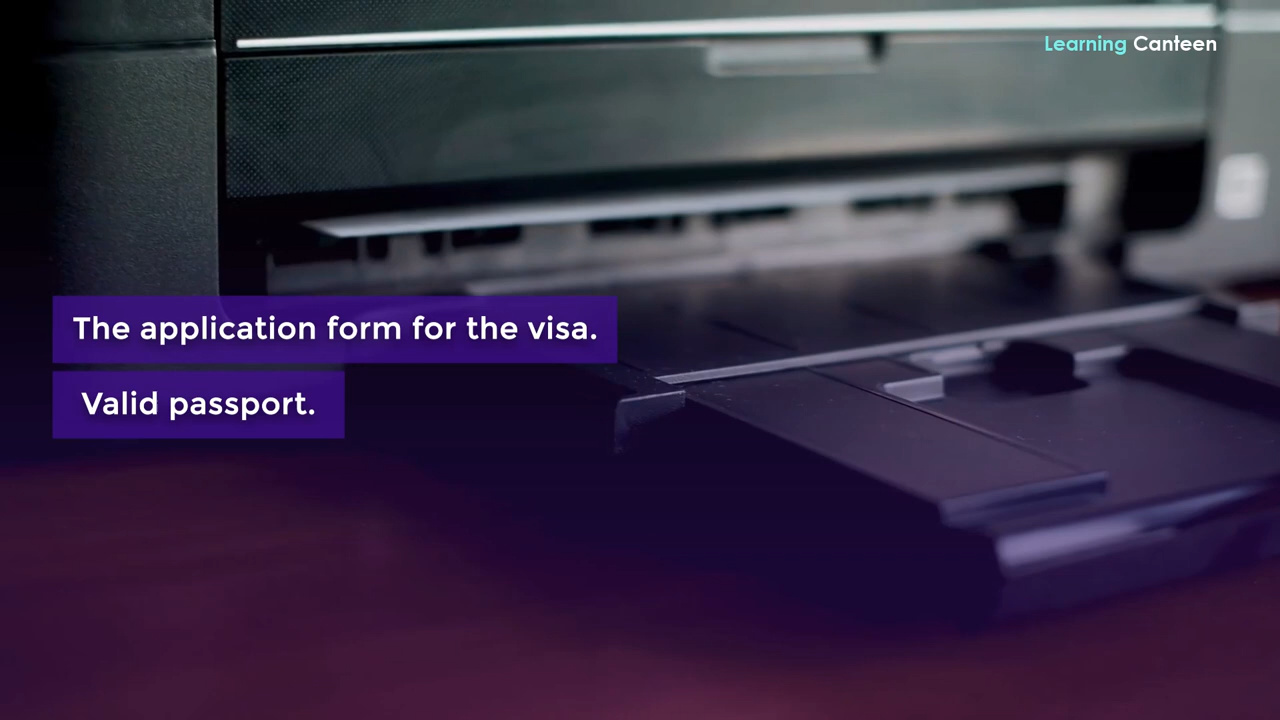 Learning Canteen
The application form for the visa.
Valid passport.